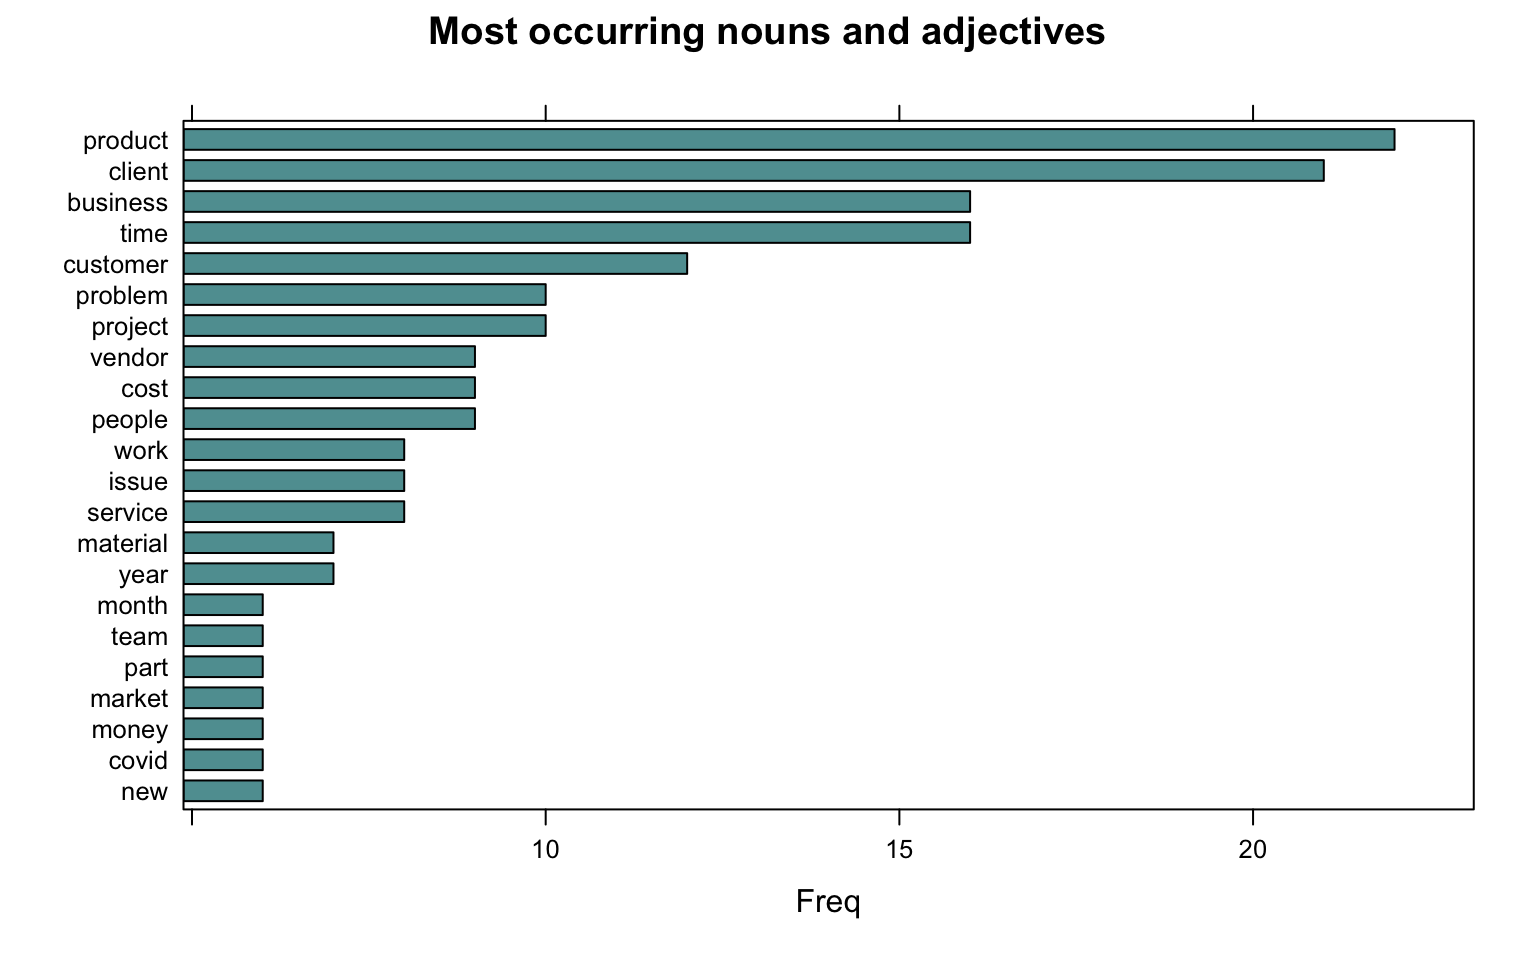 Most occurring nouns and adjectives
product
client
business
time
customer
problem
project
vendor
cost
people
work
issue
service
material
year
month
team
part
market
money
covid
new
10 15 20
Freq